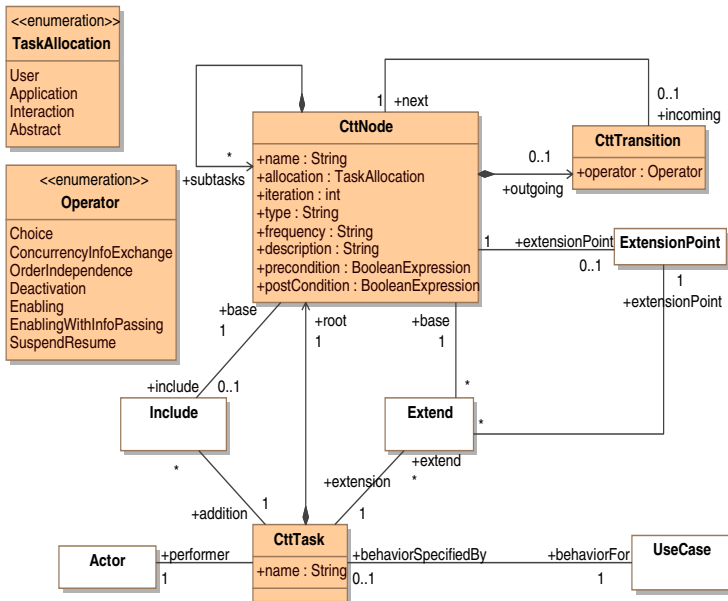 <<enumeration>>
TaskAllocation
User
Application
Interaction
Abstract
<<enumeration>>
Operator
Choice
ConcurrencyInfoExchange
OrderIndependence
Deactivation
Enabling
EnablingWithInfoPassing
SuspendResume
*
+subtasks
CttNode
+name : String
+allocation : TaskAllocation
+iteration : int
+type : String
+frequency : String
+description : String
+precondition : BooleanExpression
+postCondition : BooleanExpression
1 +next
0..1
+incoming
CttTransition
+operator : Operator
0..1
+outgoing
1
+extensionPoint
0..1
ExtensionPoint
1
+extensionPoint
+base
1
+root
1
+base
1
+include
0..1
Include
*
*
Extend
*
+extend
*
+extension
1
+addition
1
CttTask
+name : String
Actor
+performer
1
+behaviorSpecifiedBy
0..1
+behaviorFor
1
UseCase